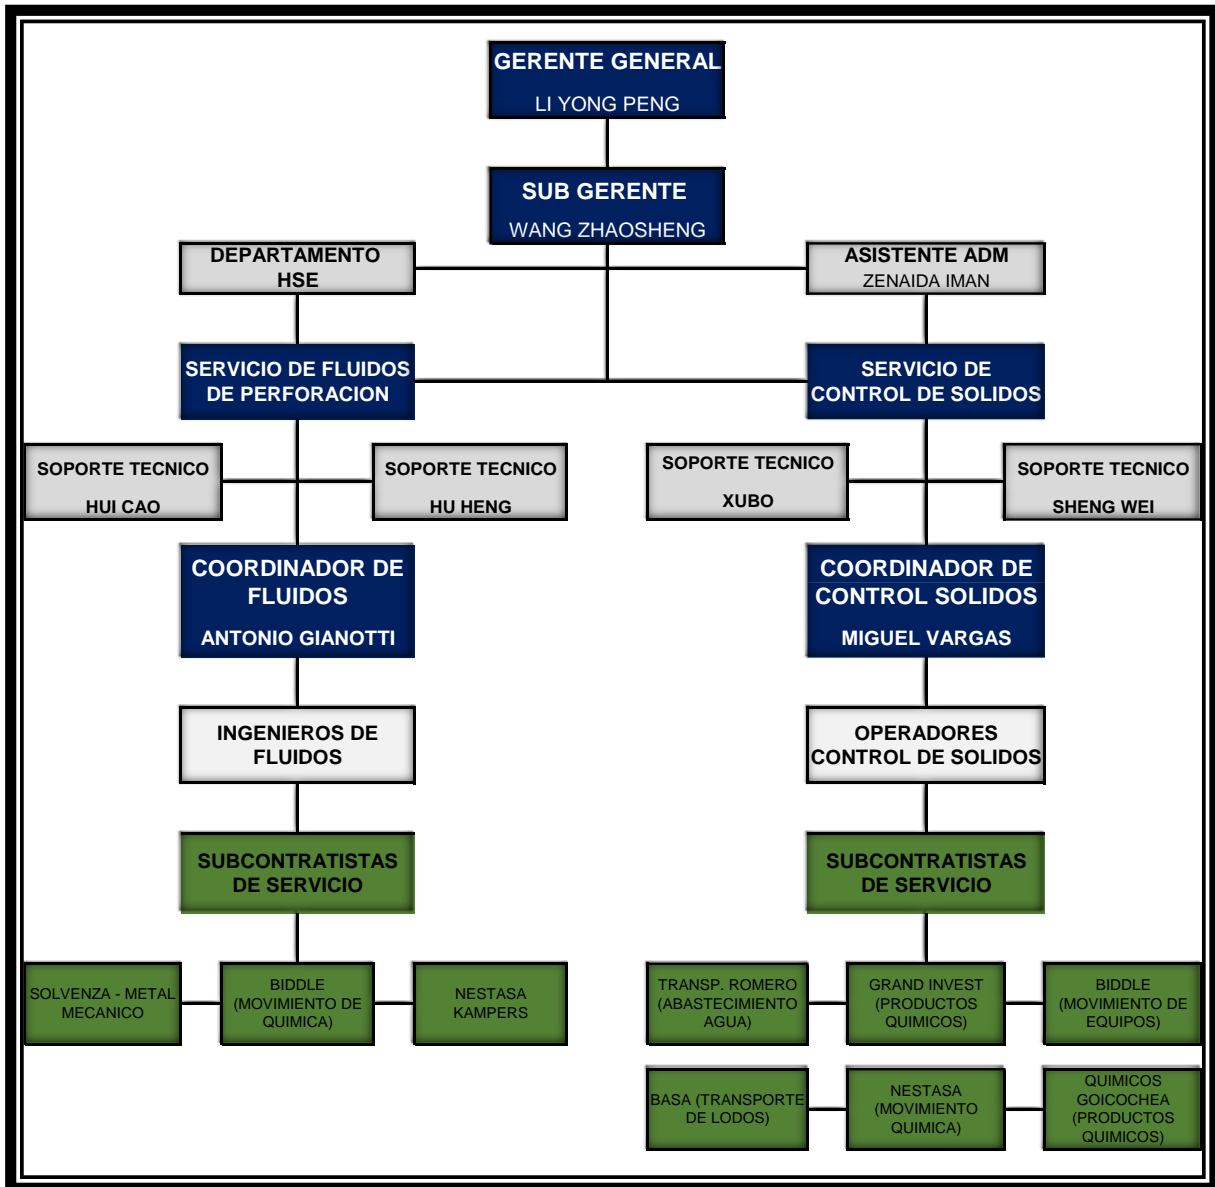 GERENTE GENERAL
LI YONG PENG
SUB GERENTE
WANG ZHAOSHENG
DEPARTAMENTO
HSE
ASISTENTE ADM
ZENAIDA IMAN
SERVICIO DE FLUIDOS
DE PERFORACION
SERVICIO DE
CONTROL DE SOLIDOS
SOPORTE TECNICO
HUI CAO
SOPORTE TECNICO
HU HENG
SOPORTE TECNICO
XUBO
SOPORTE TECNICO
SHENG WEI
COORDINADOR DE
FLUIDOS
ANTONIO GIANOTTI
COORDINADOR DE
CONTROL SOLIDOS
MIGUEL VARGAS
INGENIEROS DE
FLUIDOS
OPERADORES
CONTROL DE SOLIDOS
SUBCONTRATISTAS
DE SERVICIO
SUBCONTRATISTAS
DE SERVICIO
SOLVENZA - METAL
MECANICO
BIDDLE
(MOVIMIENTO DE
QUIMICA)
NESTASA
KAMPERS
TRANSP. ROMERO
(ABASTECIMIENTO
AGUA)
GRAND INVEST
(PRODUCTOS
QUIMICOS)
BIDDLE
(MOVIMIENTO DE
EQUIPOS)
BASA (TRANSPORTE
DE LODOS)
NESTASA
(MOVIMIENTO
QUIMICA)
QUIMICOS
GOICOCHEA
(PRODUCTOS
QUIMICOS)